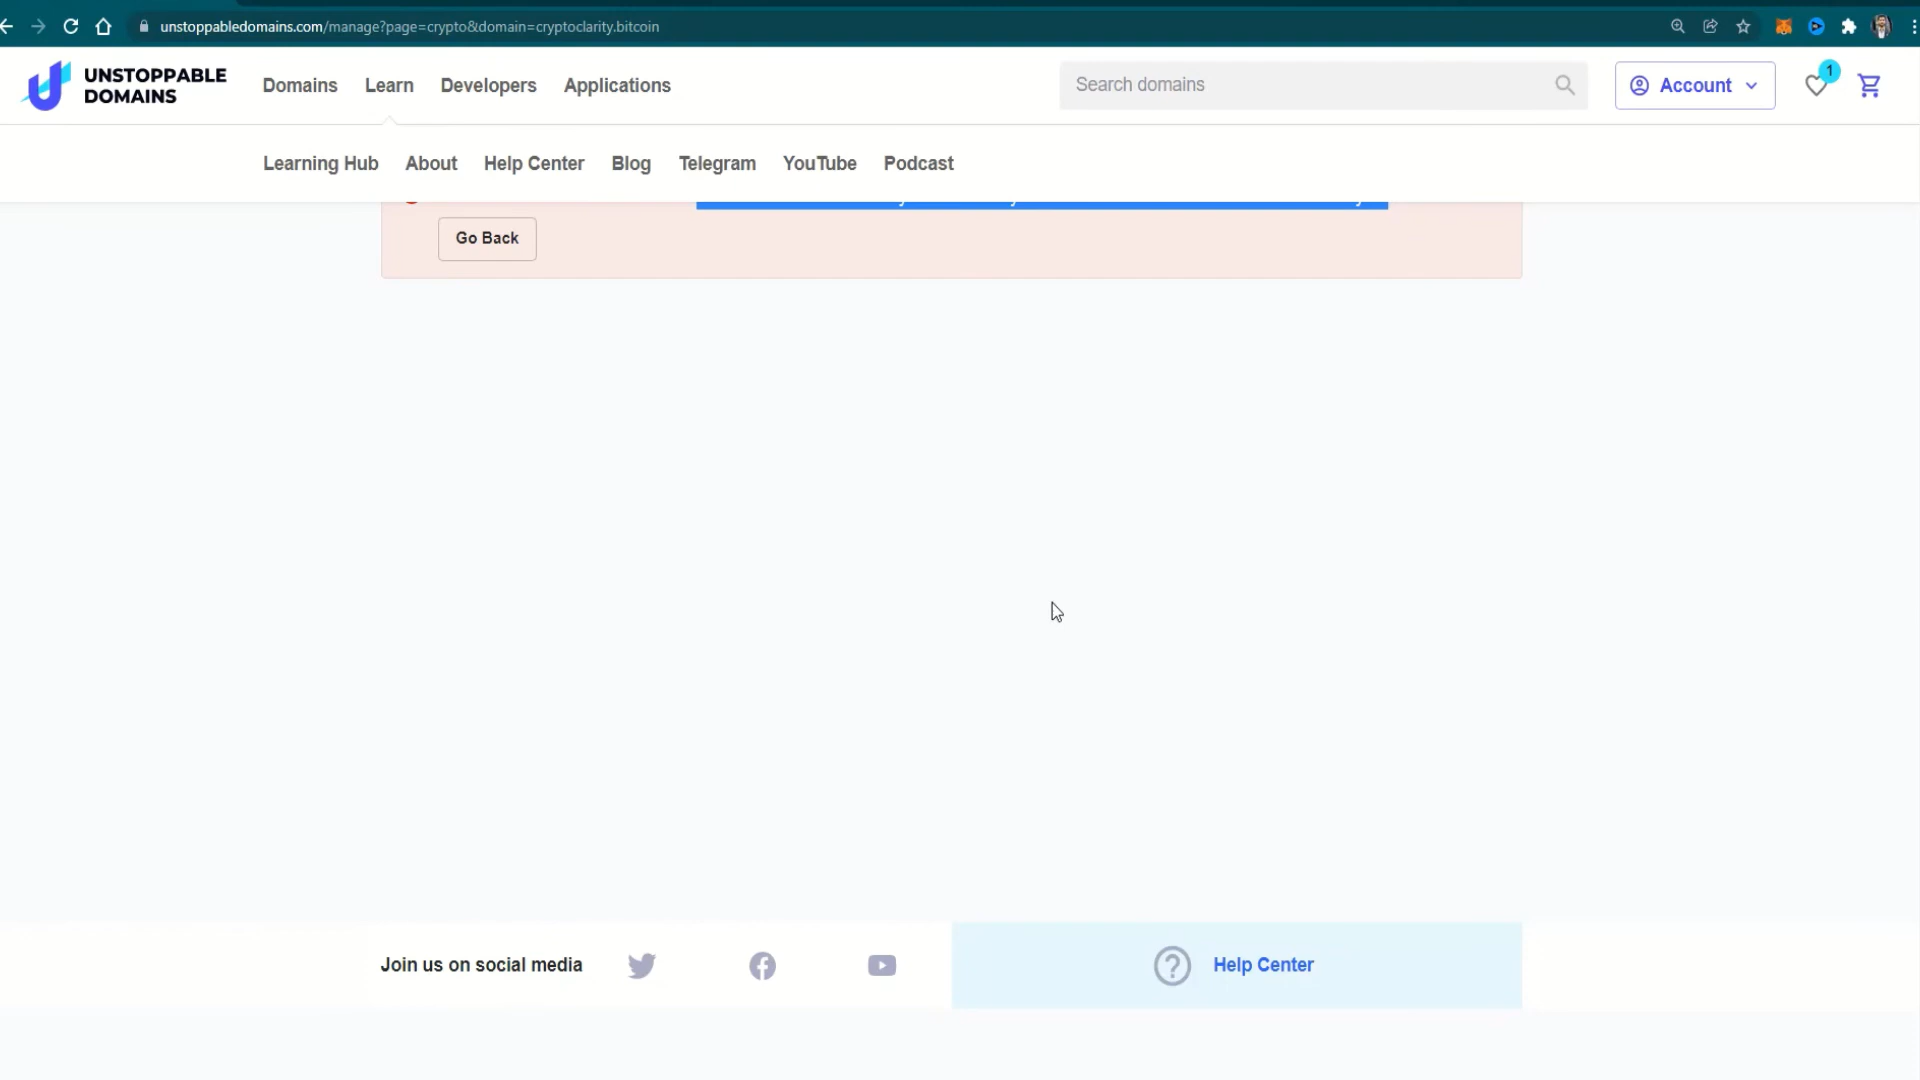 unstoppabledomains.com/manage?page=crypto&domain=cryptoclarity.bitcoin
UNSTOPPABLE
DOMAINS
Domains Learn Developers Applications
Search domains
Account
1
Learning Hub About Help Center Blog Telegram YouTube Podcast
Go Back
Join us on social media
Help Center